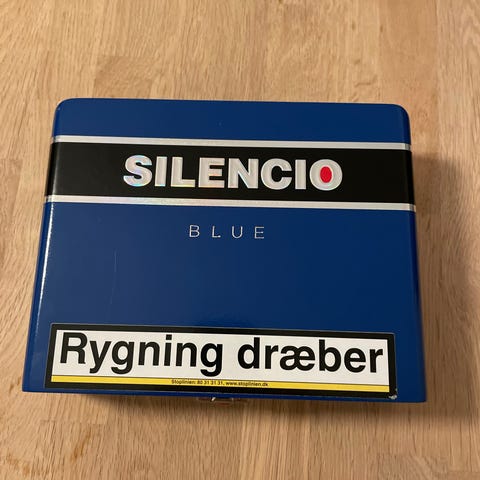 SILENCIO
BLUE
Rygning dræber
Stoplinien: 80 31 31 31, www.stoplinien.dk